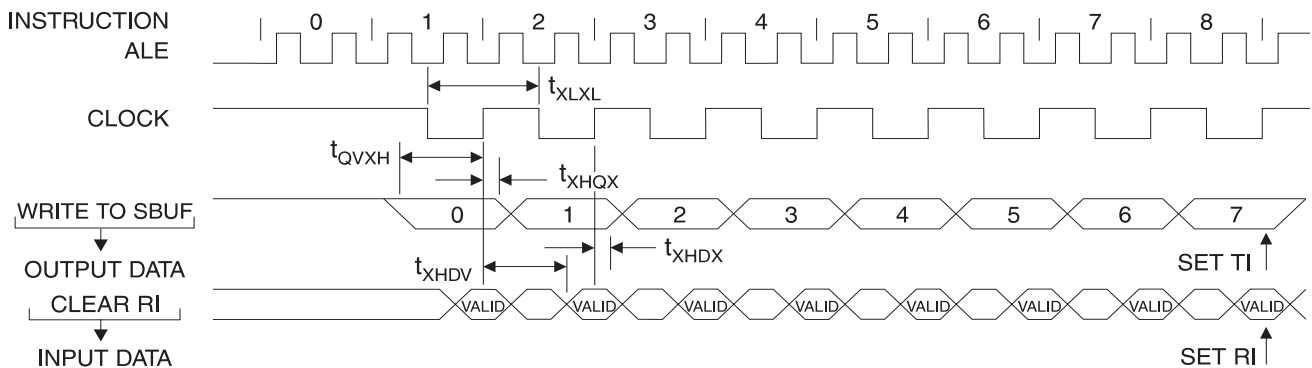 INSTRUCTION 0 1 2 3 4 5 6 7 8
ALE
tXLXL
CLOCK
tQVXH
tXHQX
WRITE TO SBUF 0 1 2 3 4 5 6 7
OUTPUT DATA tXHDV tXHDX SET TI
CLEAR RI VALID VALID VALID VALID VALID VALID VALID VALID
INPUT DATA SET RI